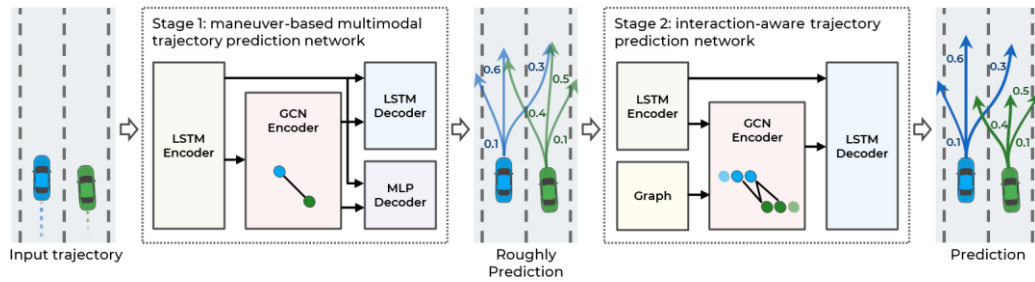 Stage 1: maneuver-based multimodal
trajectory prediction network
LSTM
Encoder
GCN
Encoder
LSTM
Decoder
MLP
Decoder
Input trajectory
0.6
0.3
0.5
0.4
0.1
0.1
Roughly
Prediction
Stage 2: interaction-aware trajectory
prediction network
LSTM
Encoder
Graph
GCN
Encoder
LSTM
Decoder
0.6
0.3
0.5
0.4
0.1
0.1
Prediction